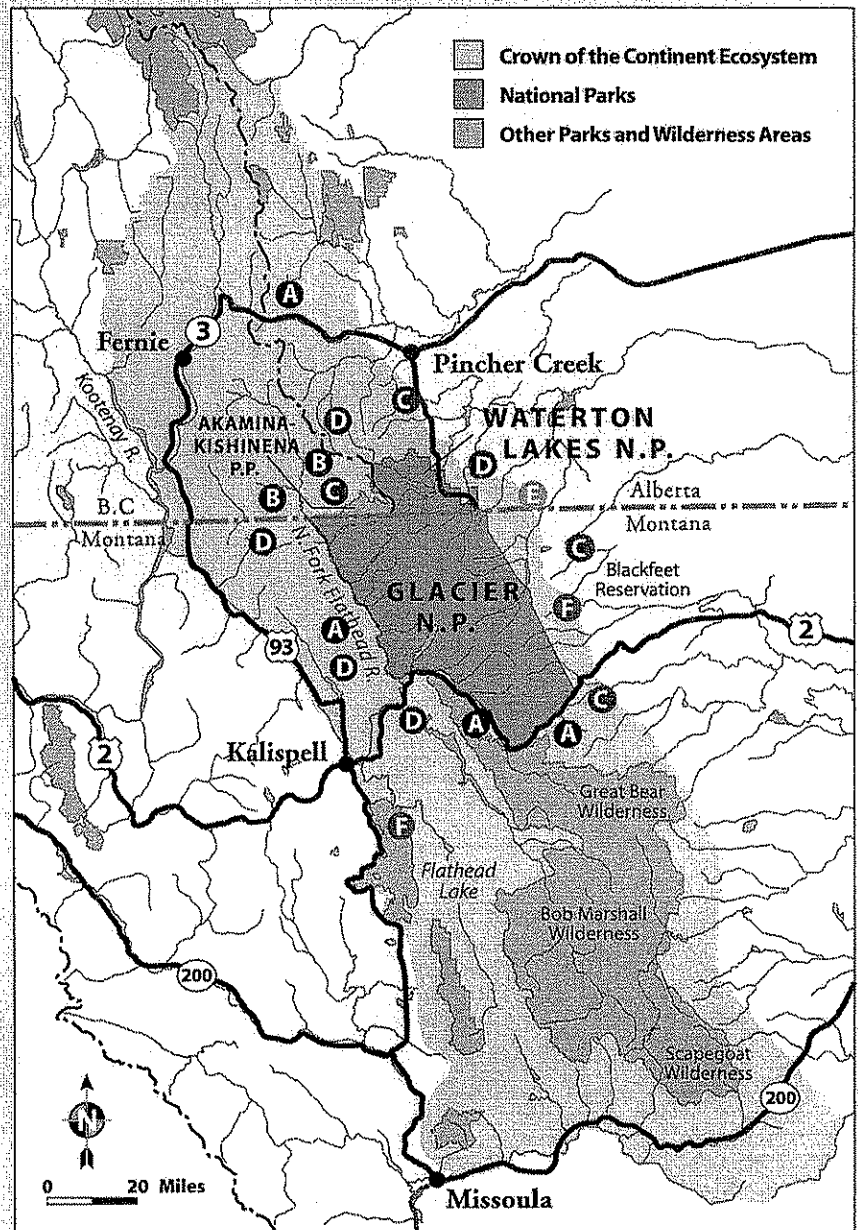 Crown of the Continent Ecosystem
National Parks
Other Parks and Wilderness Areas
A
3
Fernie
Pincher Creek
Kootenay R.
C
D
WATERTON
LAKES N.P.
AKAMINA-
KISHINENA
P.P.
B
D
C
B
E
B.C
Alberta
Montana
Montana
D
N. Fork Flathead R.
C
Blackfeet
Reservation
GLACIER
N.P.
F
A
93
2
D
C
D
A
A
2
Kalispell
Great Bear
Wilderness
F
Flathead
Lake
Bob Marshall
Wilderness
200
Scapegoat
Wilderness
200
N
0 20 Miles
Missoula